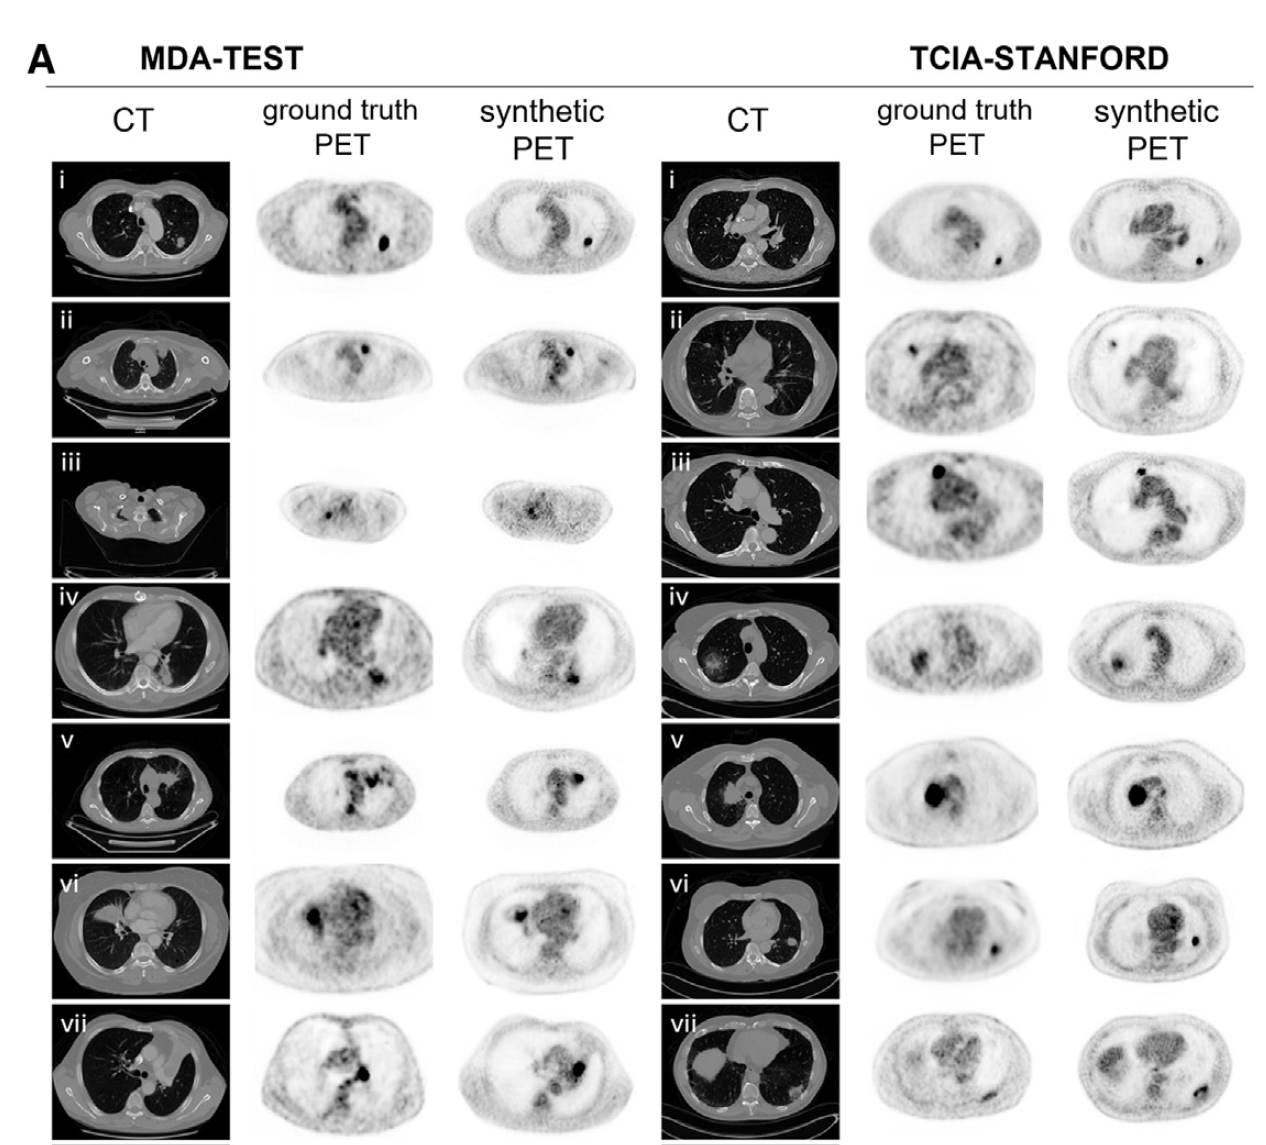 A
MDA-TEST TCIA-STANFORD
CT ground truth PET synthetic PET CT ground truth PET synthetic PET
i i
ii ii
iii iii
iv iv
v v
vi vi
vii vii